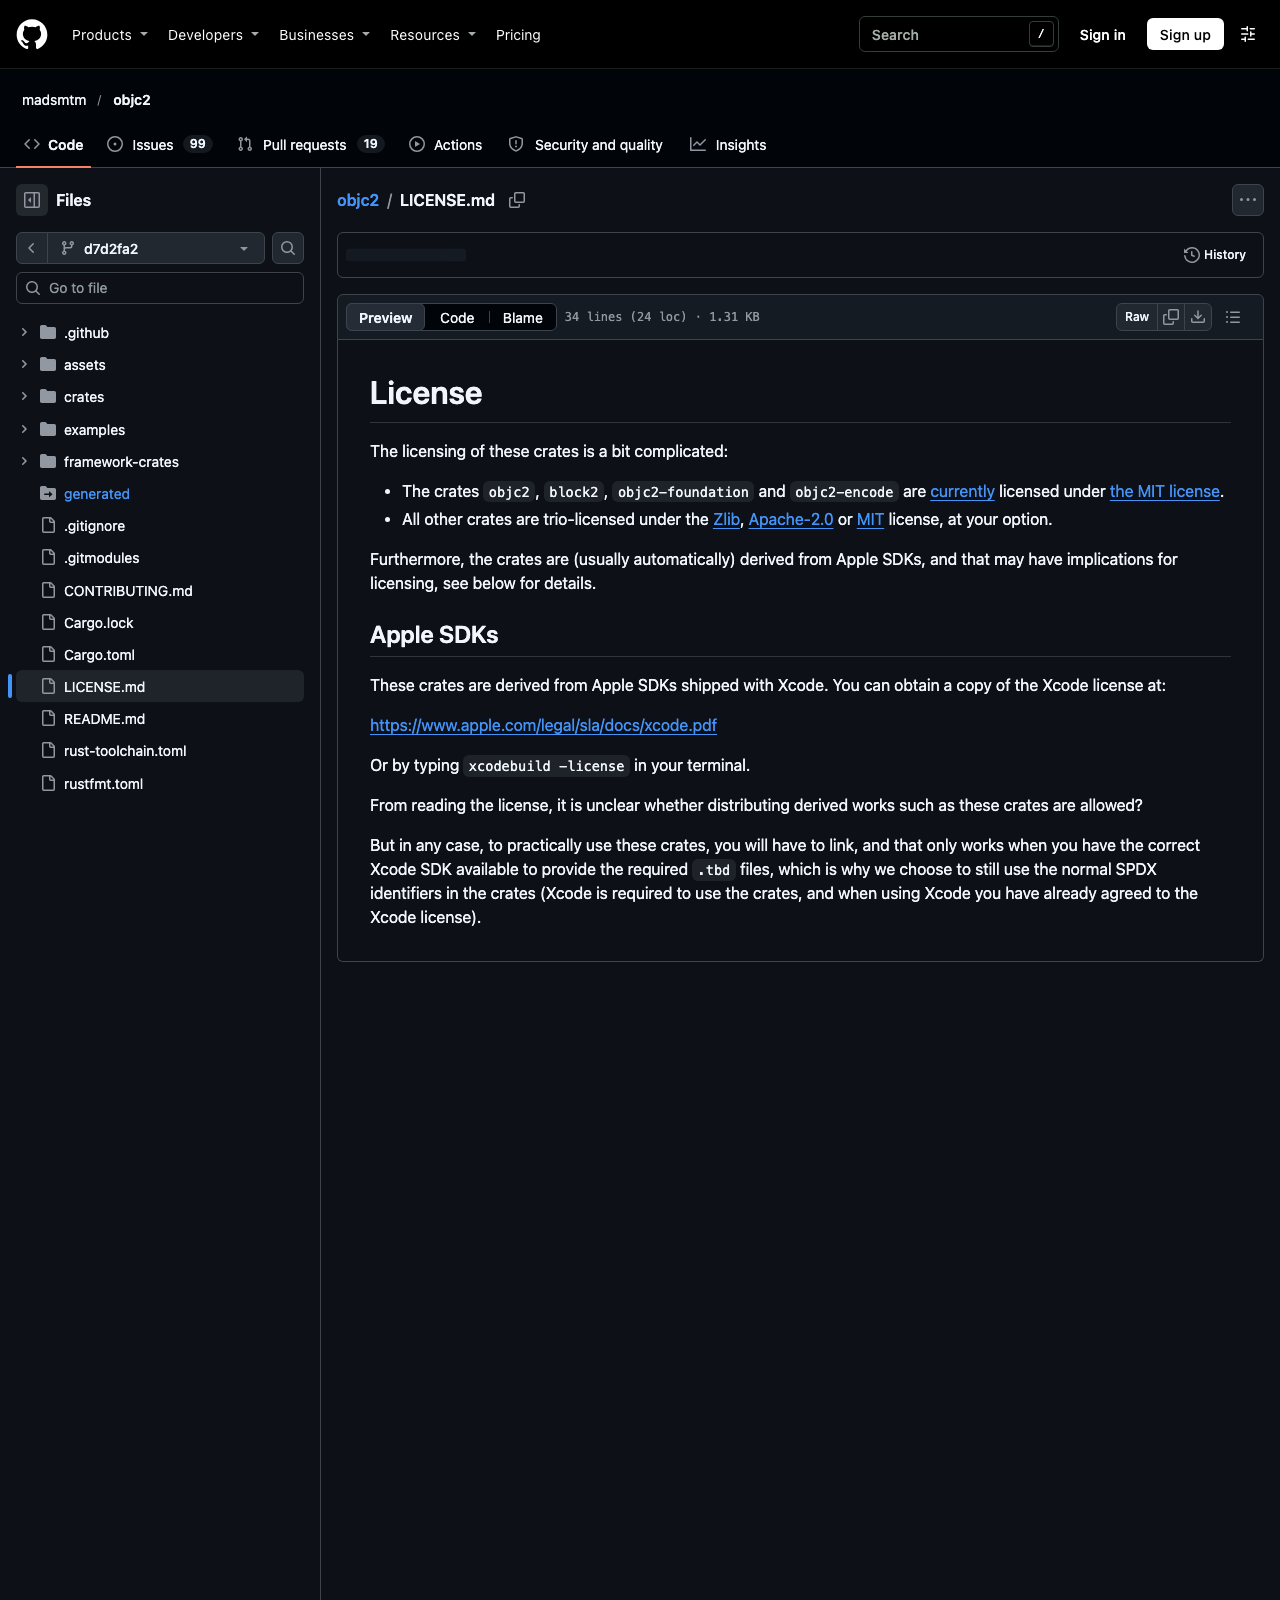 Products Developers Businesses Resources Pricing Search / Sign in Sign up
madsmtm / objc2
Code Issues 99 Pull requests 19 Actions Security and quality Insights
Files
d7d2fa2
Go to file
.github
assets
crates
examples
framework-crates
generated
.gitignore
.gitmodules
CONTRIBUTING.md
Cargo.lock
Cargo.toml
LICENSE.md
README.md
rust-toolchain.toml
rustfmt.toml
objc2 / LICENSE.md
History
Preview Code Blame 34 lines (24 loc) · 1.31 KB Raw
License
The licensing of these crates is a bit complicated:
• The crates objc2, block2, objc2-foundation and objc2-encode are currently licensed under the MIT license.
• All other crates are trio-licensed under the Zlib, Apache-2.0 or MIT license, at your option.
Furthermore, the crates are (usually automatically) derived from Apple SDKs, and that may have implications for
licensing, see below for details.
Apple SDKs
These crates are derived from Apple SDKs shipped with Xcode. You can obtain a copy of the Xcode license at:
https://www.apple.com/legal/sla/docs/xcode.pdf
Or by typing xcodebuild -license in your terminal.
From reading the license, it is unclear whether distributing derived works such as these crates are allowed?
But in any case, to practically use these crates, you will have to link, and that only works when you have the correct
Xcode SDK available to provide the required .tbd files, which is why we choose to still use the normal SPDX
identifiers in the crates (Xcode is required to use the crates, and when using Xcode you have already agreed to the
Xcode license).